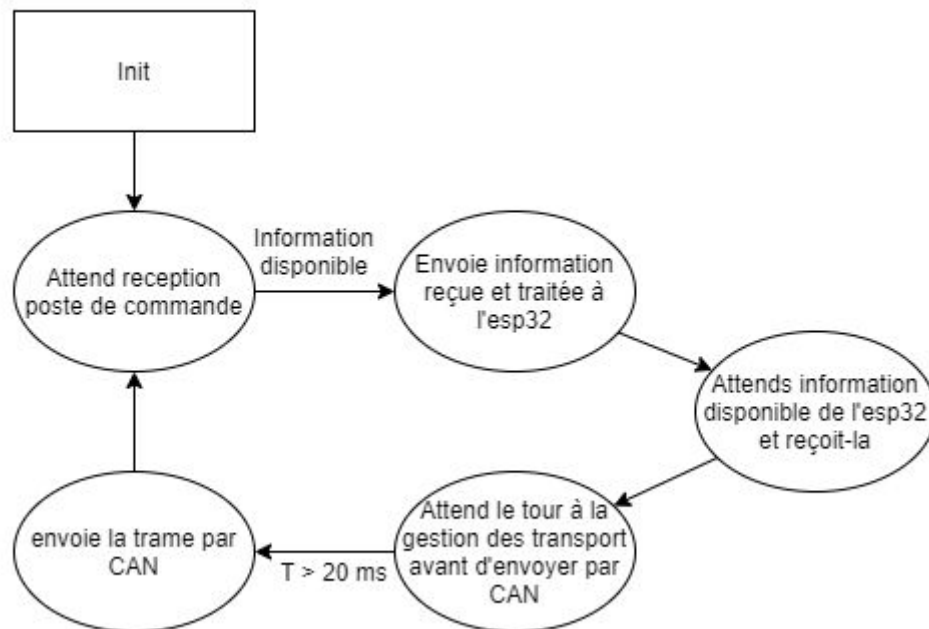 Init
Attend reception
poste de commande
Information
disponible
Envoie information
reçue et traitée à
l'esp32
Attends information
disponible de l'esp32
et reçoit-la
Attend le tour à la
gestion des transport
avant d'envoyer par
CAN
T > 20 ms
envoie la trame par
CAN